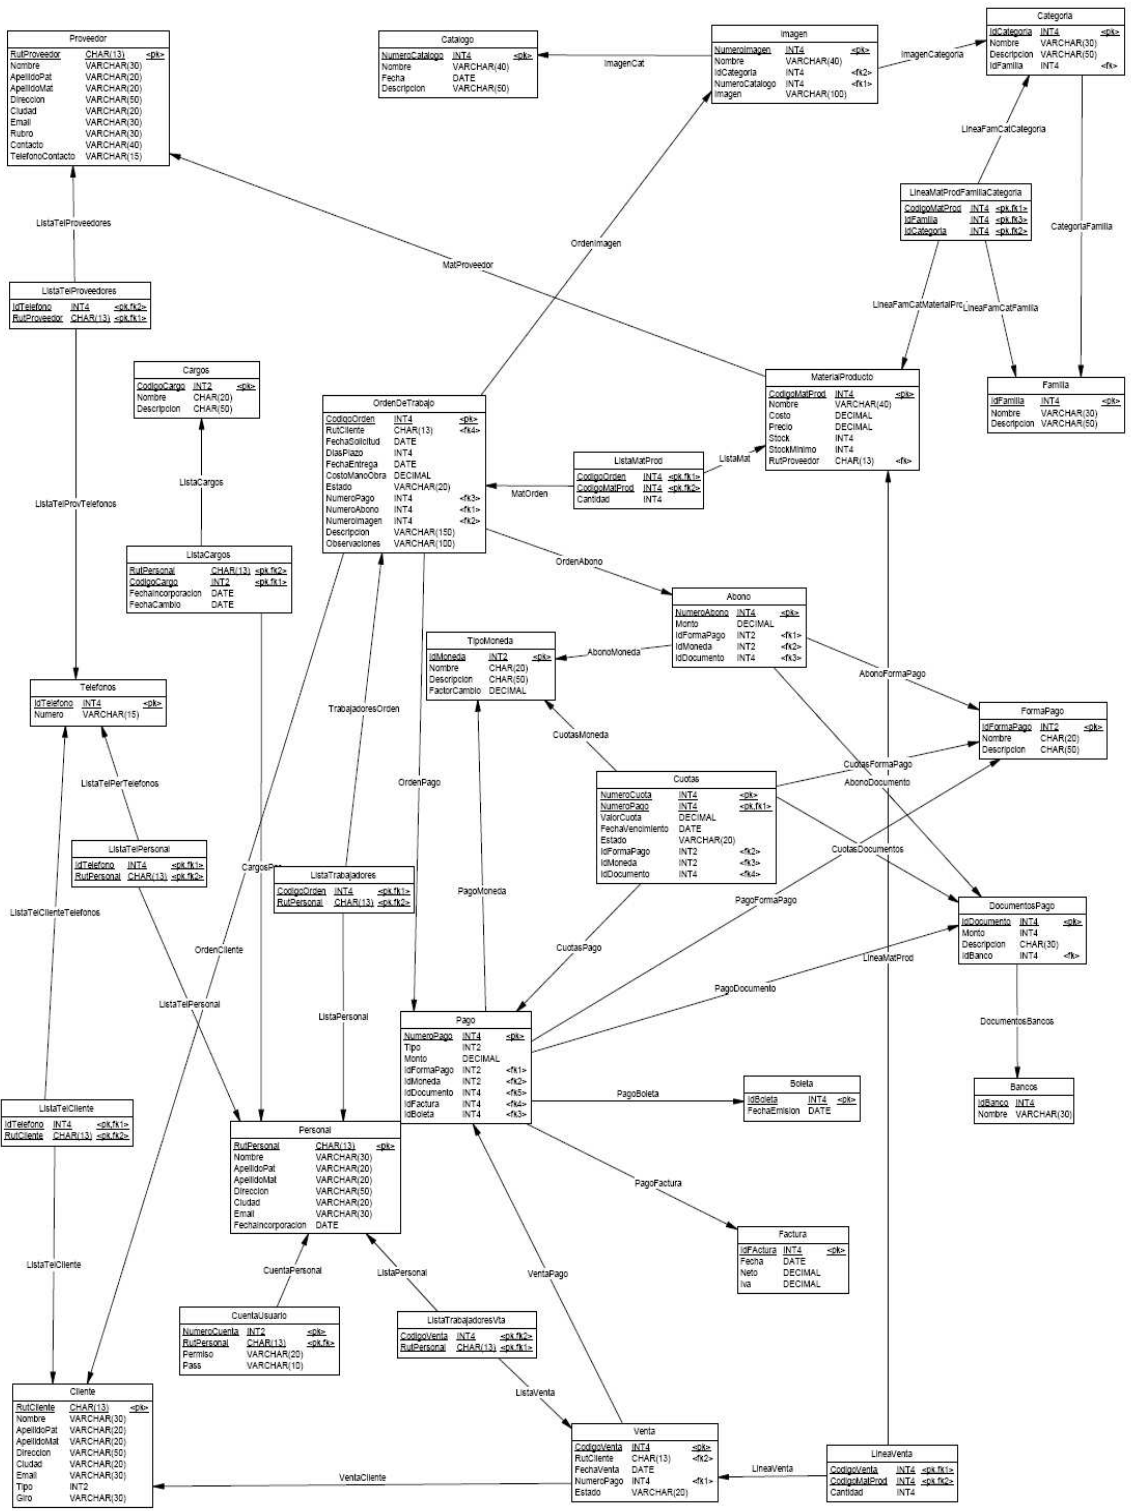 Proveedor
RutProveedor CHAR(13) <pk>
Nombre VARCHAR(30)
ApellidoPat VARCHAR(20)
ApellidoMat VARCHAR(20)
Direccion VARCHAR(50)
Ciudad VARCHAR(20)
Email VARCHAR(30)
Rubro VARCHAR(30)
Contacto VARCHAR(40)
TelefonoContacto VARCHAR(15)
Catalogo
NumeroCatalogo INT4 <pk>
Nombre VARCHAR(40)
Fecha DATE
Descripcion VARCHAR(50)
ImagenCat
Imagen
NumeroImagen INT4 <pk>
Nombre VARCHAR(40)
IdCategoria INT4 <fk2>
NumeroCatalogo INT4 <fk1>
Imagen VARCHAR(100)
ImagenCategoria
Categoria
IdCategoria INT4 <pk>
Nombre VARCHAR(30)
Descripcion VARCHAR(50)
IdFamilia INT4 <fk>
LineaFamCatCategoria
LineaMatProdFamiliaCategoria
CodigoMatProd INT4 <pk,fk1>
IdFamilia INT4 <pk,fk3>
IdCategoria INT4 <pk,fk2>
CategoriaFamilia
ListaTelProveedores
OrdenImagen
MatProveedor
ListaTelProveedores
IdTelefono INT4 <pk,fk2>
RutProveedor CHAR(13) <pk,fk1>
LineaFamCatMaterialPro
LineaFamCatFamilia
Cargos
CodigoCargo INT2 <pk>
Nombre CHAR(20)
Descripcion CHAR(50)
MaterialProducto
CodigoMatProd INT4 <pk>
Nombre VARCHAR(40)
Costo DECIMAL
Precio DECIMAL
Stock INT4
StockMinimo INT4
RutProveedor CHAR(13) <fk>
Familia
IdFamilia INT4 <pk>
Nombre VARCHAR(30)
Descripcion VARCHAR(50)
OrdenDeTrabajo
CodigoOrden INT4 <pk>
RutCliente CHAR(13) <fk4>
FechaSolicitud DATE
DiasPlazo INT4
FechaEntrega DATE
CostoManoObra DECIMAL
Estado VARCHAR(20)
NumeroPago INT4 <fk3>
NumeroAbono INT4 <fk1>
NumeroImagen INT4 <fk2>
Descripcion VARCHAR(150)
Observaciones VARCHAR(100)
ListaMatProd
CodigoOrden INT4 <pk,fk1>
CodigoMatProd INT4 <pk,fk2>
Cantidad INT4
ListaMat
MatOrden
ListaCargos
ListaTelProvTelefonos
ListaCargos
RutPersonal CHAR(13) <pk,fk2>
CodigoCargo INT2 <pk,fk1>
FechaIncorporacion DATE
FechaCambio DATE
OrdenAbono
Abono
NumeroAbono INT4 <pk>
Monto DECIMAL
IdFormaPago INT2 <fk1>
IdMoneda INT2 <fk2>
IdDocumento INT4 <fk3>
TipoMoneda
IdMoneda INT2 <pk>
Nombre CHAR(20)
Descripcion CHAR(50)
FactorCambio DECIMAL
AbonoMoneda
AbonoFormaPago
Telefonos
IdTelefono INT4 <pk>
Numero VARCHAR(15)
TrabajadoresOrden
CuotasMoneda
FormaPago
IdFormaPago INT2 <pk>
Nombre CHAR(20)
Descripcion CHAR(50)
ListaTelPerTelefonos
OrdenPago
CuotasFormaPago
AbonoDocumento
Cuotas
NumeroCuota INT4 <pk>
NumeroPago INT4 <pk,fk1>
ValorCuota DECIMAL
FechaVencimiento DATE
Estado VARCHAR(20)
IdFormaPago INT2 <fk2>
IdMoneda INT2 <fk3>
IdDocumento INT4 <fk4>
CuotasDocumentos
ListaTelPersonal
IdTelefono INT4 <pk,fk1>
RutPersonal CHAR(13) <pk,fk2>
ListaTrabajadores
CodigoOrden INT4 <pk,fk1>
RutPersonal CHAR(13) <pk,fk2>
PagoMoneda
PagoFormaPago
ListaTelClienteTelefonos
OrdenCliente
CuotasPago
LineaMatProd
DocumentosPago
IdDocumento INT4 <pk>
Monto INT4
Descripcion CHAR(30)
IdBanco INT4 <fk>
PagoDocumento
ListaTelPersonal
ListaPersonal
DocumentosBancos
Pago
NumeroPago INT4 <pk>
Tipo INT2
Monto DECIMAL
IdFormaPago INT2 <fk1>
IdMoneda INT2 <fk2>
IdDocumento INT4 <fk5>
IdFactura INT4 <fk4>
IdBoleta INT4 <fk3>
PagoBoleta
Boleta
IdBoleta INT4 <pk>
FechaEmision DATE
Bancos
IdBanco INT4
Nombre VARCHAR(30)
ListaTelCliente
IdTelefono INT4 <pk,fk1>
RutCliente CHAR(13) <pk,fk2>
Personal
RutPersonal CHAR(13) <pk>
Nombre VARCHAR(30)
ApellidoPat VARCHAR(20)
ApellidoMat VARCHAR(20)
Direccion VARCHAR(50)
Ciudad VARCHAR(20)
Email VARCHAR(30)
FechaIncorporacion DATE
PagoFactura
Factura
IdFActura INT4 <pk>
Fecha DATE
Neto DECIMAL
Iva DECIMAL
ListaTelCliente
CuentaPersonal
ListaPersonal
VentaPago
CuentaUsuario
NumeroCuenta INT2 <pk>
RutPersonal CHAR(13) <pk,fk>
Permiso VARCHAR(20)
Pass VARCHAR(10)
ListaTrabajadoresVta
CodigoVenta INT4 <pk,fk2>
RutPersonal CHAR(13) <pk,fk1>
ListaVenta
Cliente
RutCliente CHAR(13) <pk>
Nombre VARCHAR(30)
ApellidoPat VARCHAR(20)
ApellidoMat VARCHAR(20)
Direccion VARCHAR(50)
Ciudad VARCHAR(20)
Email VARCHAR(30)
Tipo INT2
Giro VARCHAR(30)
VentaCliente
Venta
CodigoVenta INT4 <pk>
RutCliente CHAR(13) <fk2>
FechaVenta DATE
NumeroPago INT4 <fk1>
Estado VARCHAR(20)
LineaVenta
LineaVenta
CodigoVenta INT4 <pk,fk1>
CodigoMatProd INT4 <pk,fk2>
Cantidad INT4